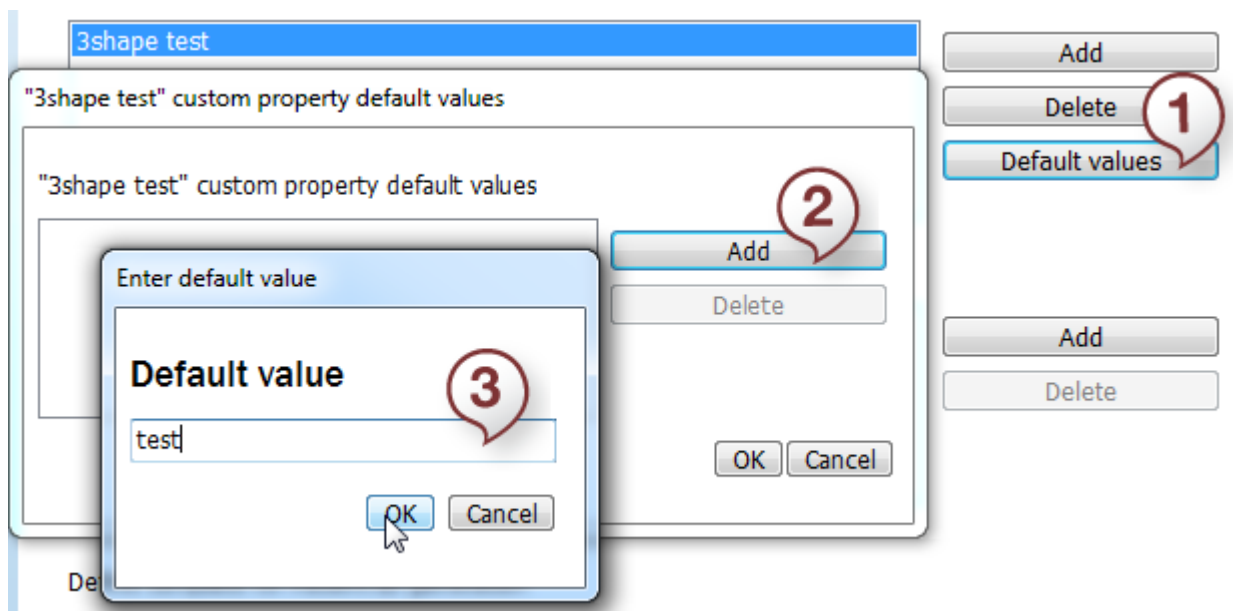 3shape test
Add
"3shape test" custom property default values
Delete
1
Default values
"3shape test" custom property default values
2
Add
Enter default value
Delete
Add
Default value
3
Delete
test
OK Cancel
OK Cancel